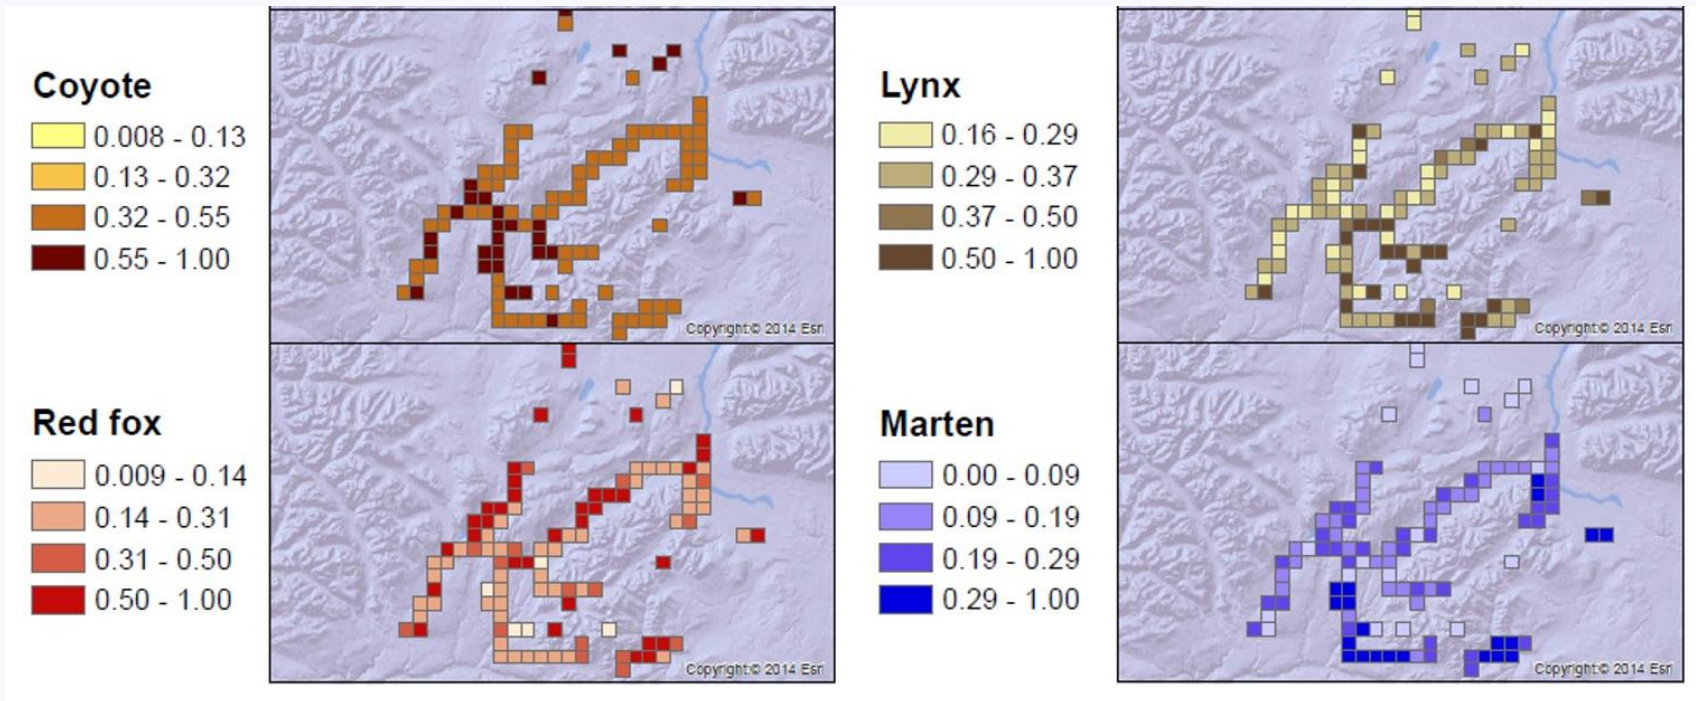 Coyote
0.008 - 0.13
0.13 - 0.32
0.32 - 0.55
0.55 - 1.00
Copyright:© 2014 Esri
Lynx
0.16 - 0.29
0.29 - 0.37
0.37 - 0.50
0.50 - 1.00
Copyright:© 2014 Esri
Red fox
0.009 - 0.14
0.14 - 0.31
0.31 - 0.50
0.50 - 1.00
Copyright:© 2014 Esri
Marten
0.00 - 0.09
0.09 - 0.19
0.19 - 0.29
0.29 - 1.00
Copyright:© 2014 Esri